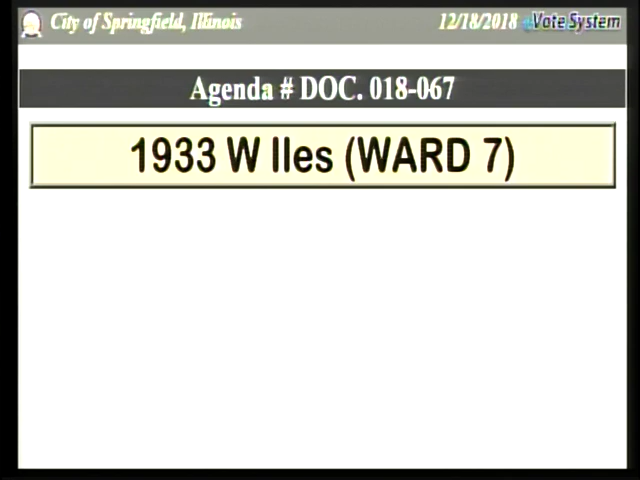 City of Springfield, Illinois 12/18/2018 Vote System
Agenda # DOC. 018-067
1933 W Iles (WARD 7)